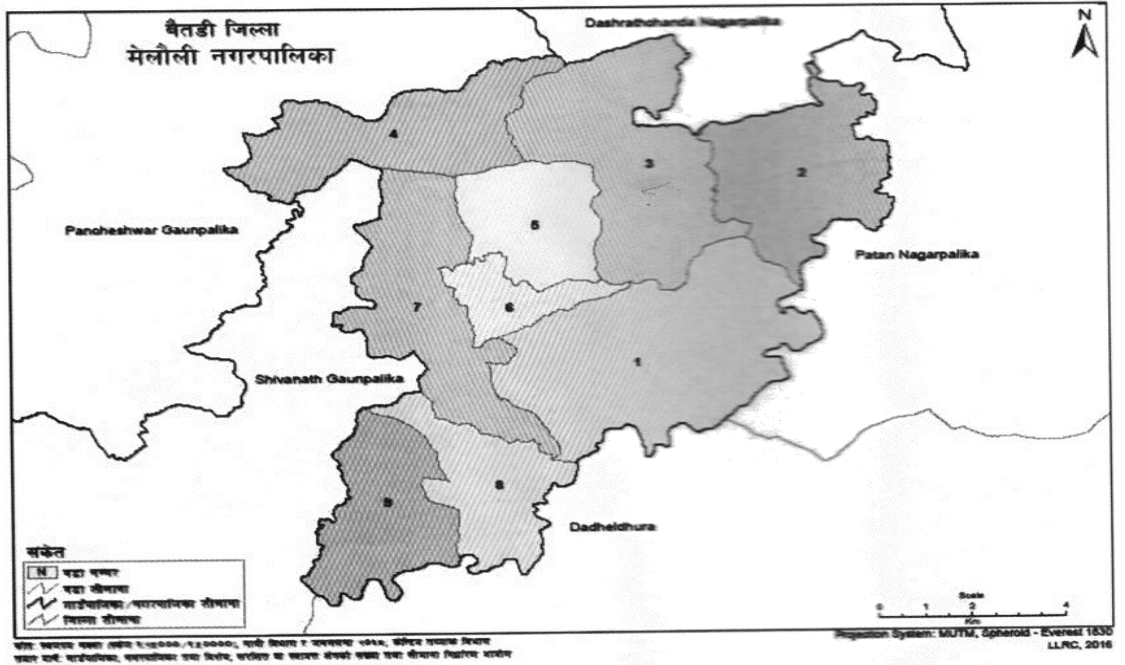 बैतडी जिल्ला
मेलौली नगरपालिका
Dashrathchanda Nagarpalika
N
4
3
2
5
Pancheshwar Gaunpalika
Patan Nagarpalika
7
6
1
Shivanath Gaunpalika
8
9
Dadheldhura
संकेत
N वडा नम्बर
वडा सीमाना
गाउँपालिका/नगरपालिका सीमाना
जिल्ला सीमाना
Scale
0 1 2 4
Km
Projection System: MUTM, Spheroid - Everest 1830
LLRC, 2016